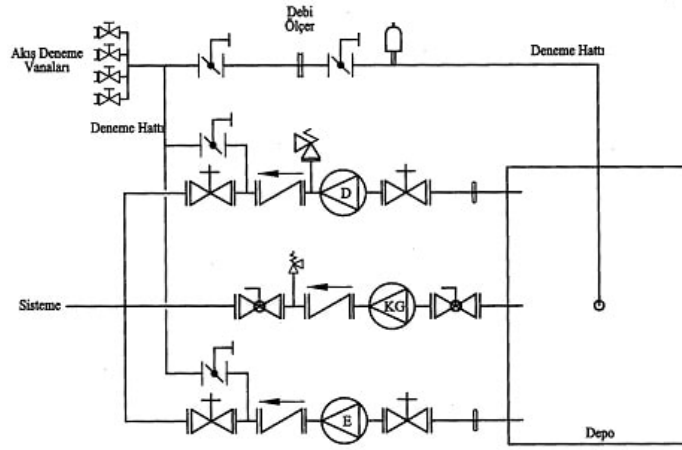 Debi
Ölçer
Akış Deneme
Vanaları
Deneme Hattı
Deneme Hattı
D
Sisteme
KG
E
Depo